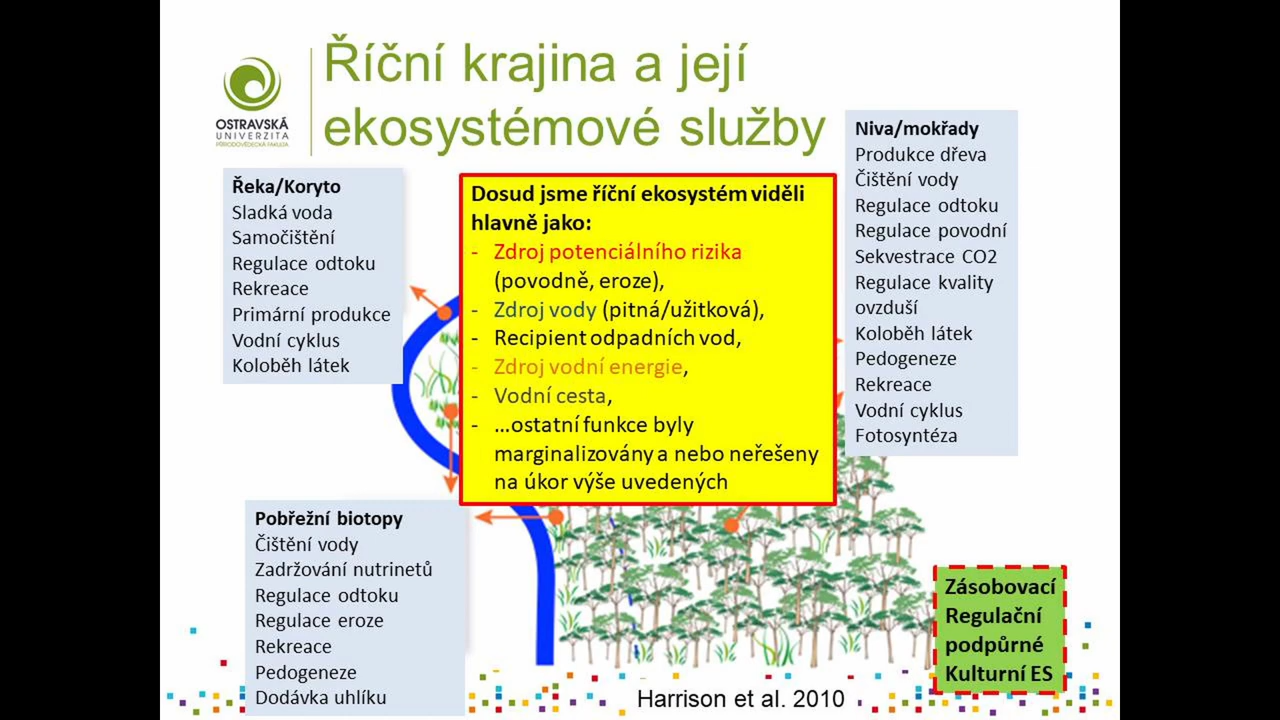 Říční krajina a její
ekosystémové služby
OSTRAVSKÁ
UNIVERZITA
PŘÍRODOVĚDECKÁ FAKULTA
Řeka/Koryto
Sladká voda
Samočištění
Regulace odtoku
Rekreace
Primární produkce
Vodní cyklus
Koloběh látek
Dosud jsme říční ekosystém viděli
hlavně jako:
- Zdroj potenciálního rizika
(povodně, eroze),
- Zdroj vody (pitná/užitková),
- Recipient odpadních vod,
- Zdroj vodní energie,
- Vodní cesta,
- …ostatní funkce byly
marginalizovány a nebo neřešeny
na úkor výše uvedených
Niva/mokřady
Produkce dřeva
Čištění vody
Regulace odtoku
Regulace povodní
Sekvestrace CO2
Regulace kvality
ovzduší
Koloběh látek
Pedogeneze
Rekreace
Vodní cyklus
Fotosyntéza
Pobřežní biotopy
Čištění vody
Zadržování nutrinetů
Regulace odtoku
Regulace eroze
Rekreace
Pedogeneze
Dodávka uhlíku
Zásobovací
Regulační
podpůrné
Kulturní ES
Harrison et al. 2010